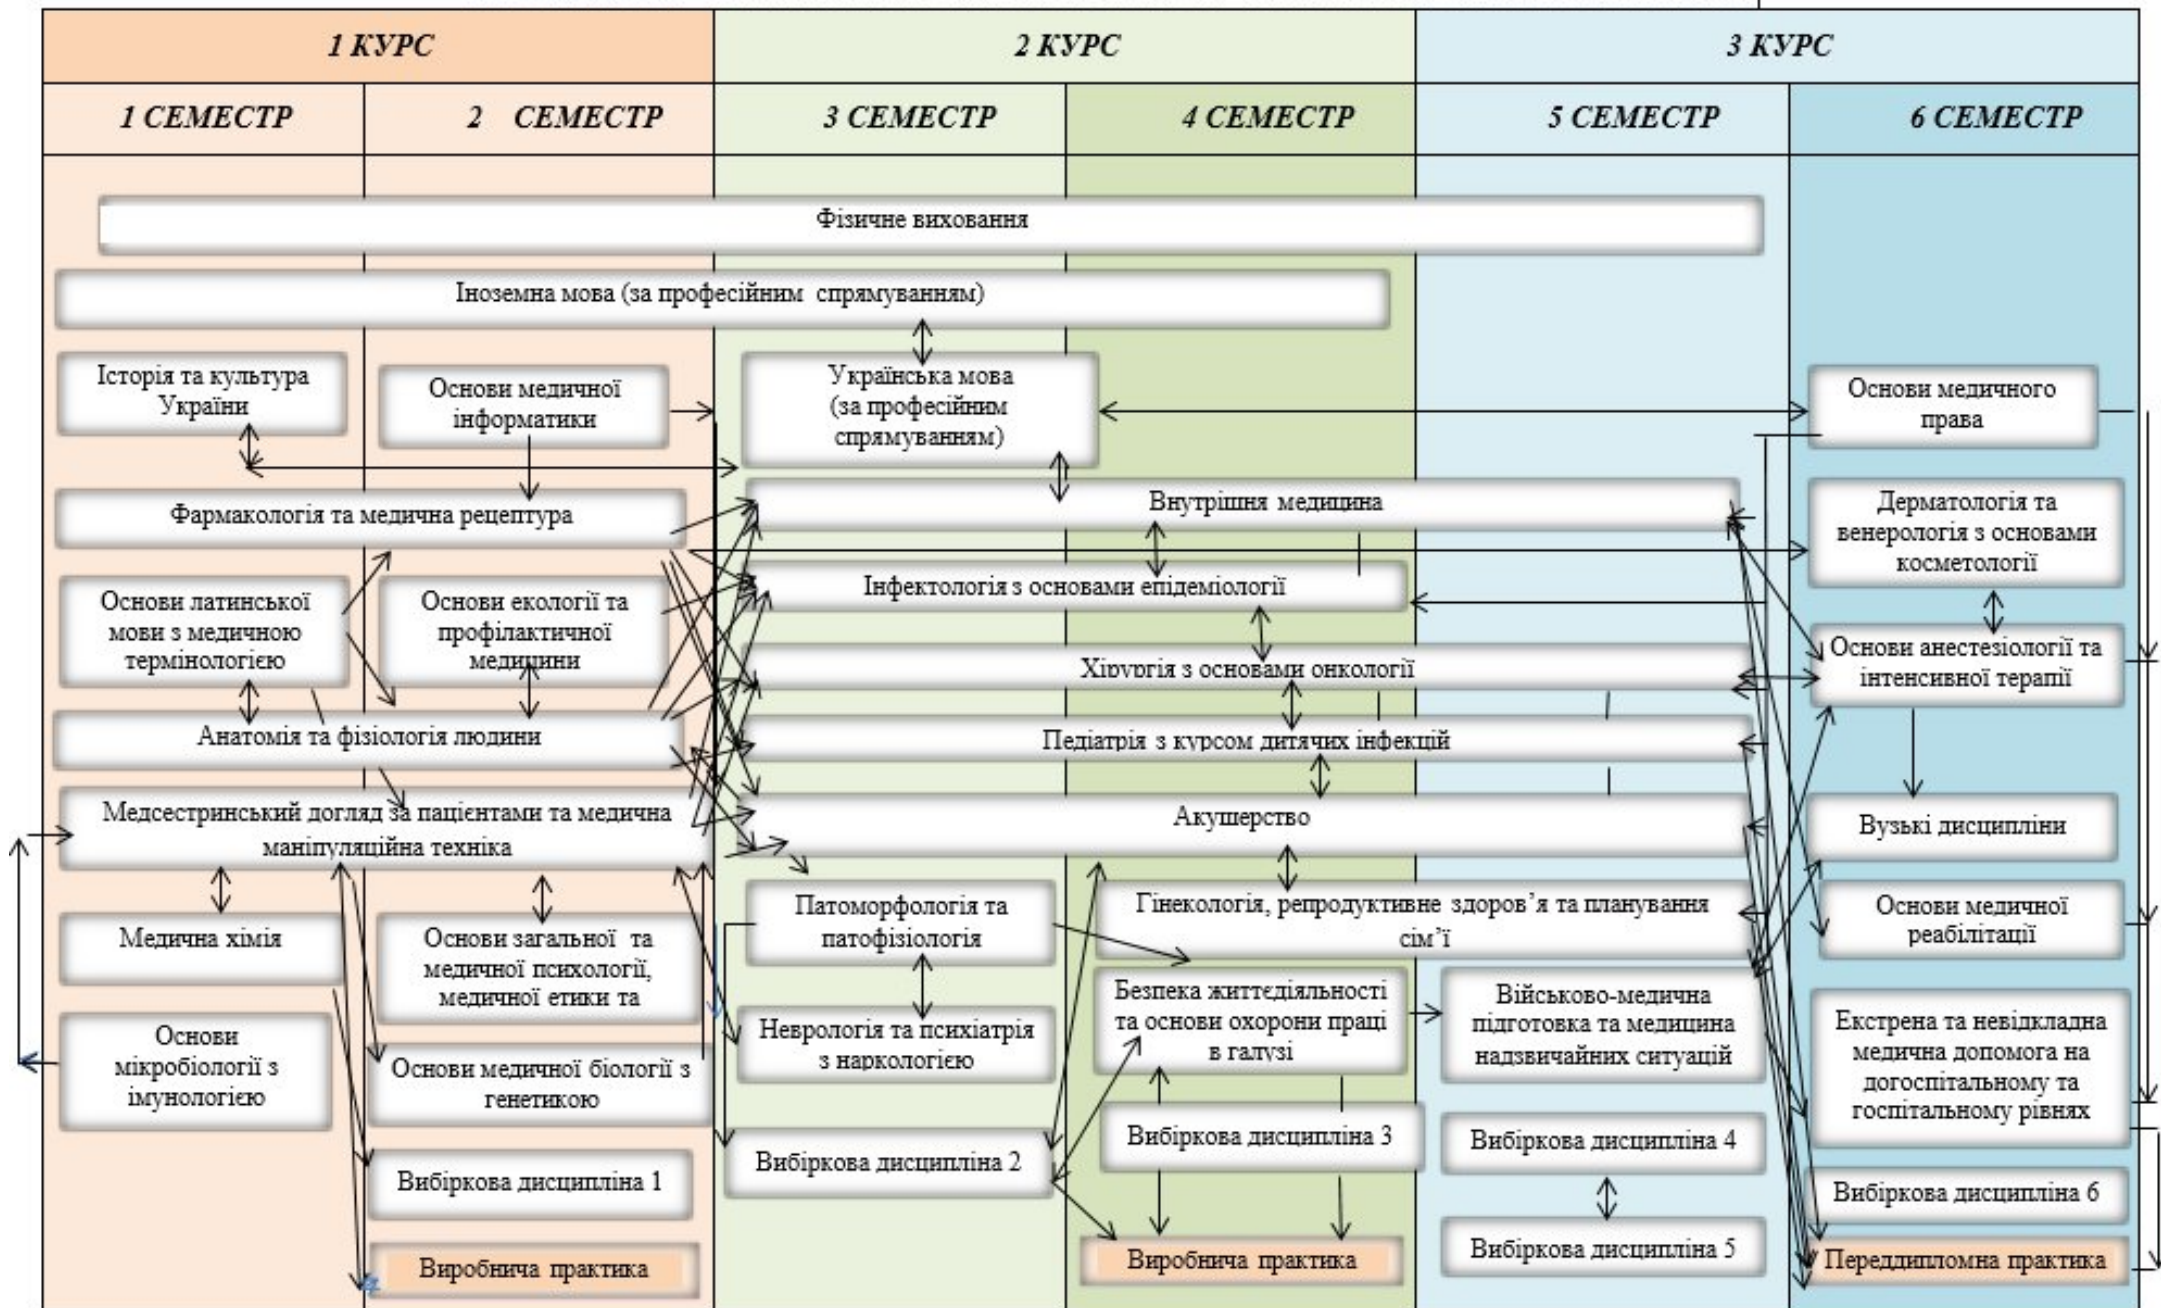 1 КУРС
2 КУРС
3 КУРС
1 СЕМЕСТР
2 СЕМЕСТР
3 СЕМЕСТР
4 СЕМЕСТР
5 СЕМЕСТР
6 СЕМЕСТР
Фізичне виховання
Іноземна мова (за професійним спрямуванням)
Історія та культура
України
Основи медичної
інформатики
Українська мова
(за професійним
спрямуванням)
Основи медичного
права
Фармакологія та медична рецептура
Внутрішня медицина
Дерматологія та
венерологія з основами
косметології
Основи латинської
мови з медичною
термінологією
Основи екології та
профілактичної
медицини
Інфектологія з основами епідеміології
Хірургія з основами онкології
Основи анестезіології та
інтенсивної терапії
Анатомія та фізіологія людини
Педіатрія з курсом дитячих інфекцій
Медсестринський догляд за пацієнтами та медична
маніпуляційна техніка
Акушерство
Вузькі дисципліни
Медична хімія
Основи загальної та
медичної психології,
медичної етики та
Патоморфологія та
патофізіологія
Гінекологія, репродуктивне здоров’я та планування
сім’ї
Основи медичної
реабілітації
Основи
мікробіології з
імунологією
Основи медичної біології з
генетикою
Неврологія та психіатрія
з наркологією
Безпека життєдіяльності
та основи охорони праці
в галузі
Військово-медична
підготовка та медицина
надзвичайних ситуацій
Екстрена та невідкладна
медична допомога на
догоспітальному та
госпітальному рівнях
Вибіркова дисципліна 1
Вибіркова дисципліна 2
Вибіркова дисципліна 3
Вибіркова дисципліна 4
Вибіркова дисципліна 6
Виробнича практика
Виробнича практика
Вибіркова дисципліна 5
Переддипломна практика